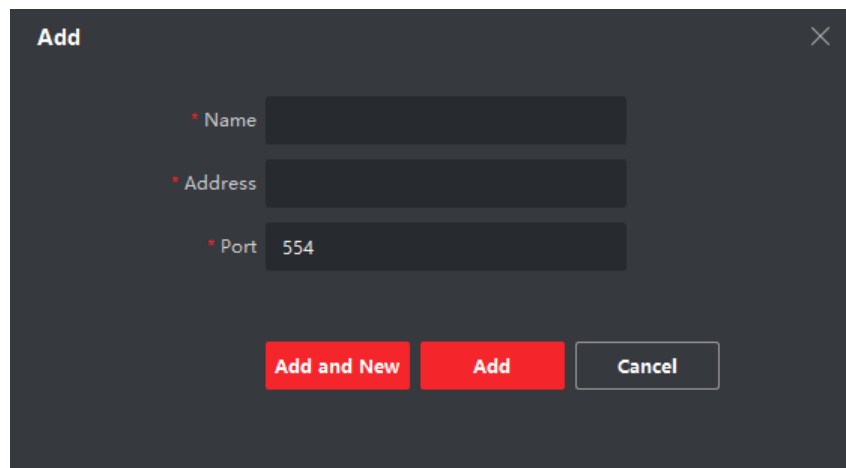 Add
* Name
* Address
* Port 554
Add and New Add Cancel